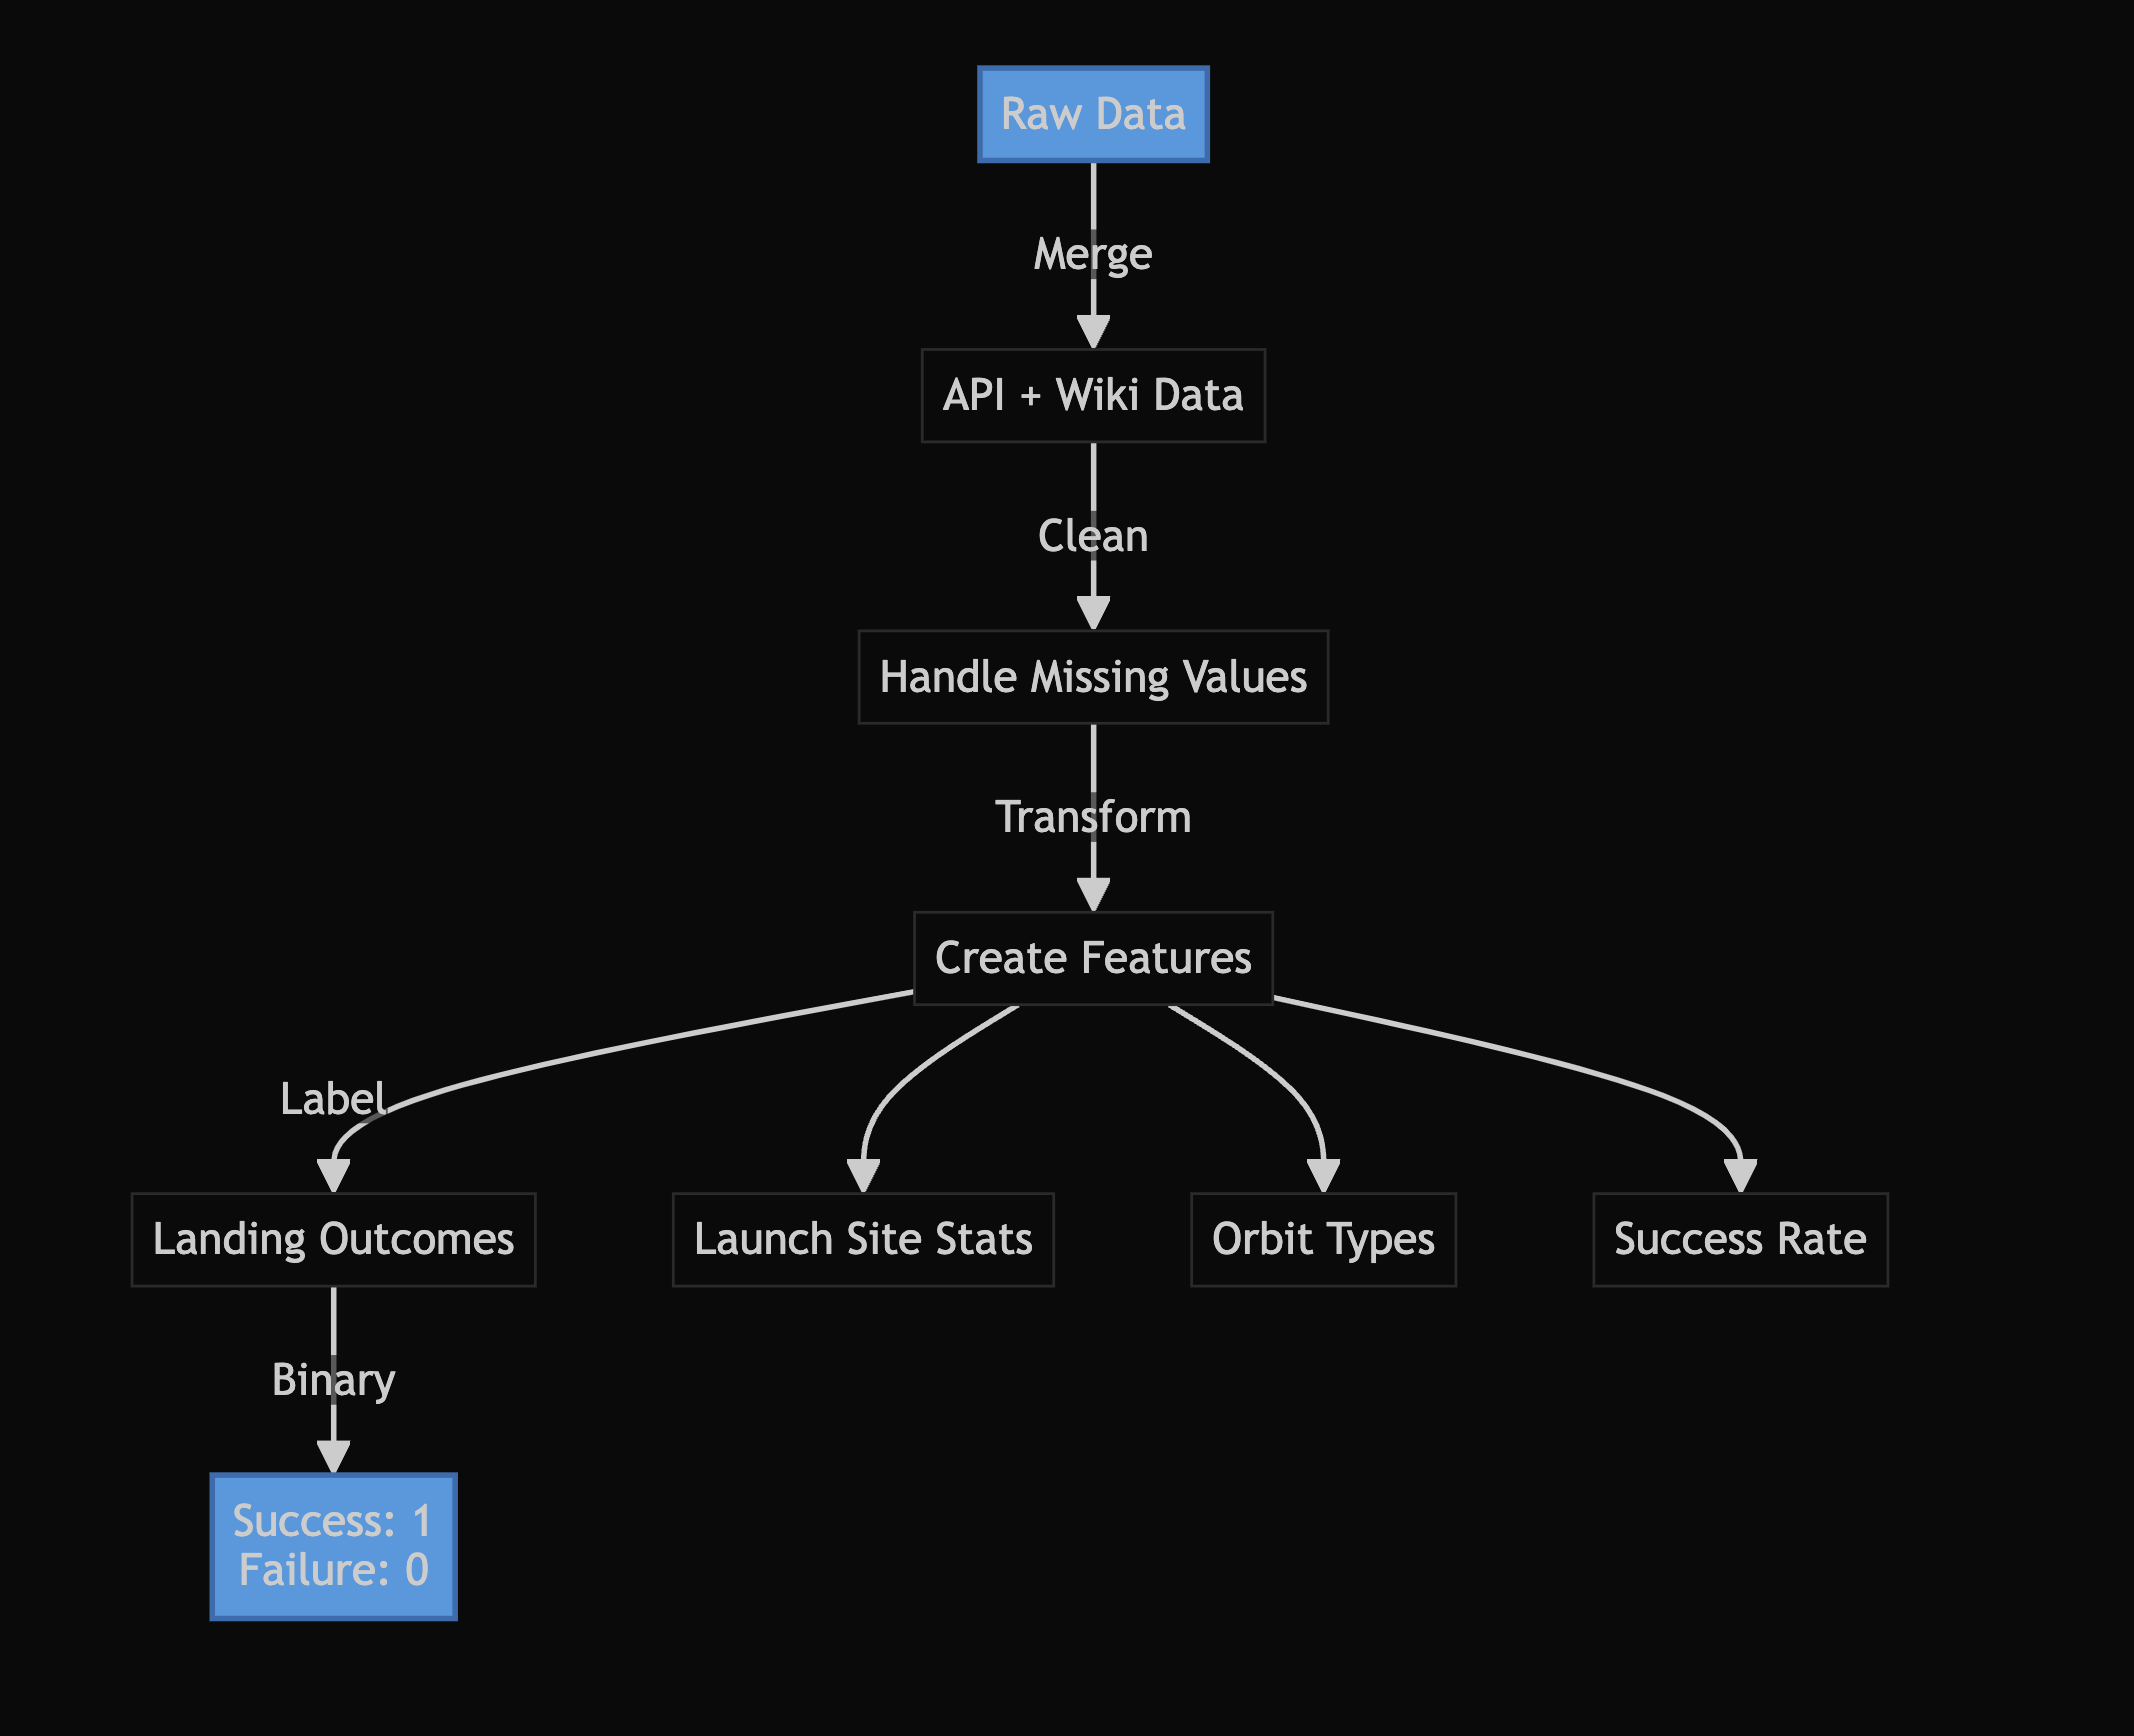 Raw Data
Merge
API + Wiki Data
Clean
Handle Missing Values
Transform
Create Features
Label
Landing Outcomes
Launch Site Stats
Orbit Types
Success Rate
Binary
Success: 1
Failure: 0